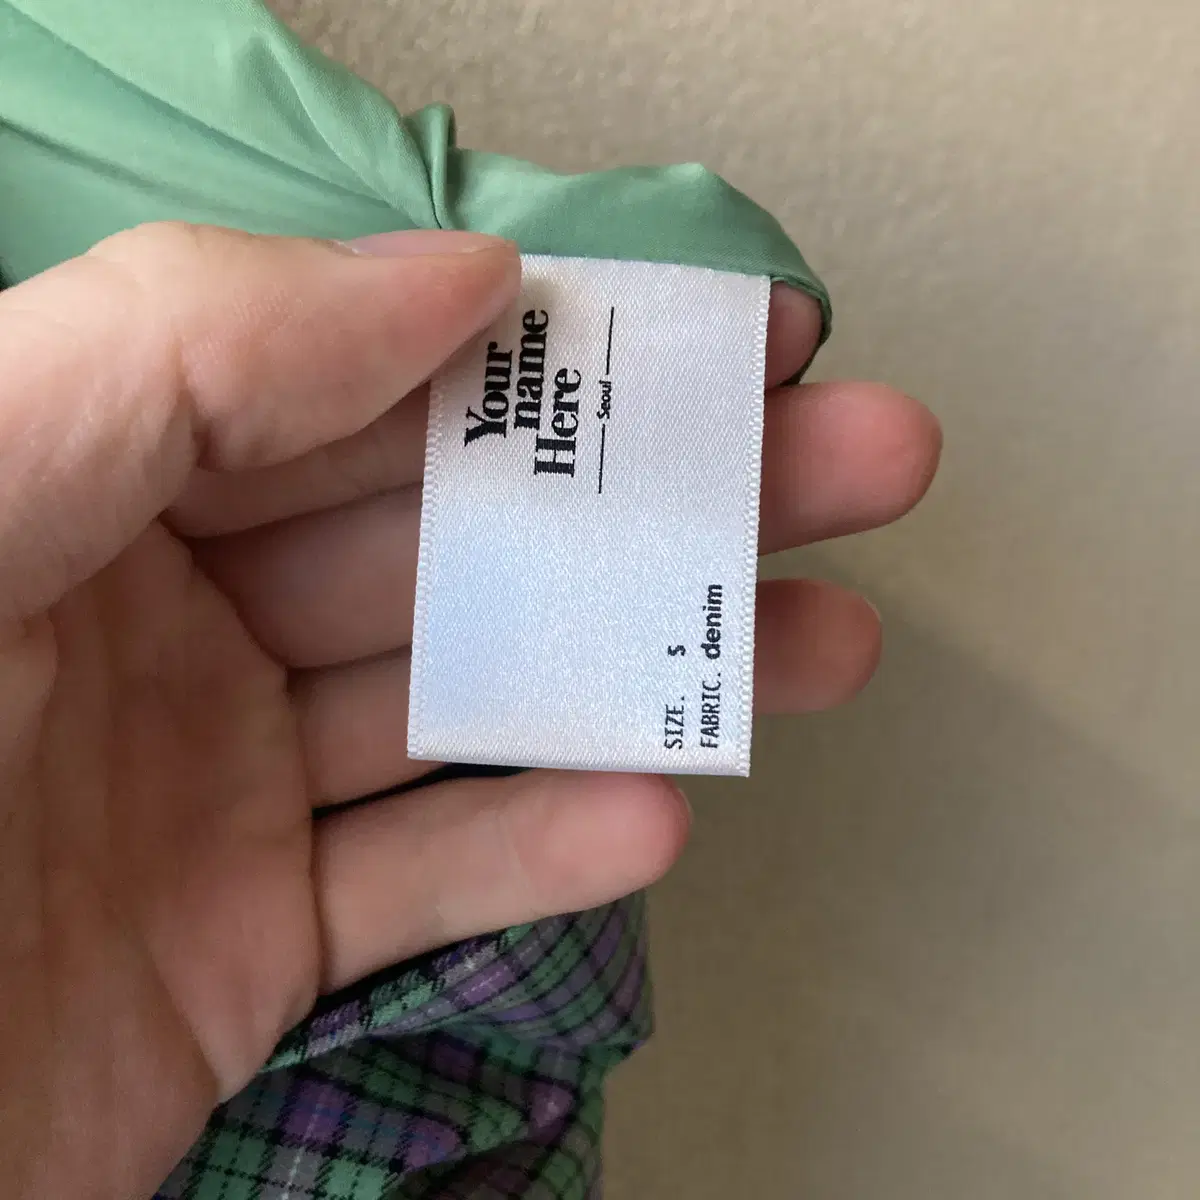 Your
name
Here
Seoul
SIZE. S
FABRIC. denim